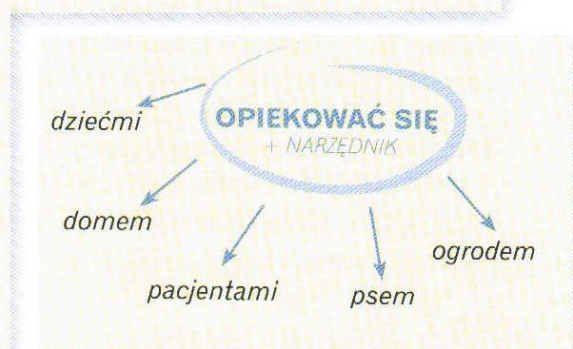 OPIEKOWAĆ SIĘ
+ NARZĘDNIK
dziećmi
domem
pacjentami
psem
ogrodem